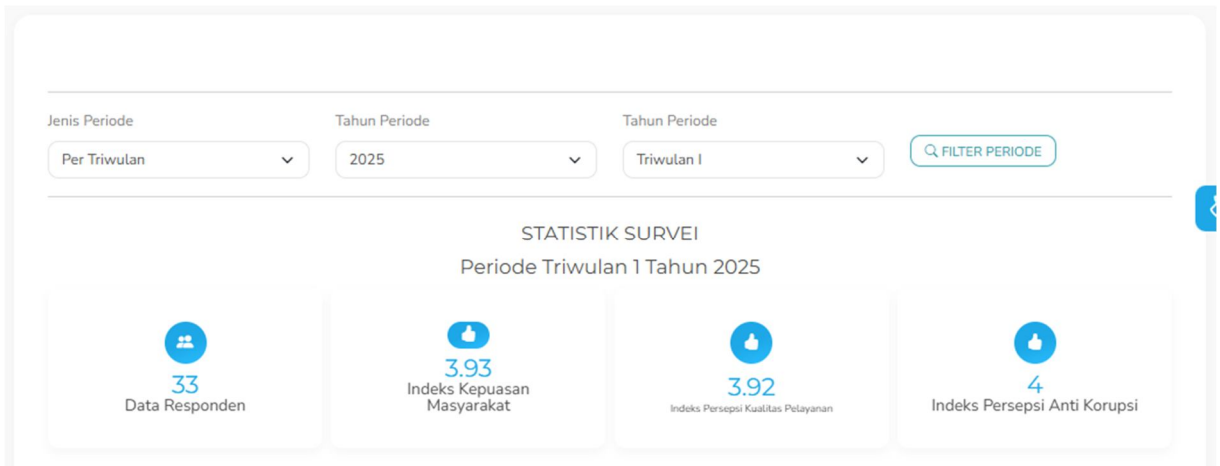 Jenis Periode
Tahun Periode
Tahun Periode
Per Triwulan
2025
Triwulan I
FILTER PERIODE
STATISTIK SURVEI
Periode Triwulan 1 Tahun 2025
33
Data Responden
3.93
Indeks Kepuasan
Masyarakat
3.92
Indeks Persepsi Kualitas Pelayanan
4
Indeks Persepsi Anti Korupsi